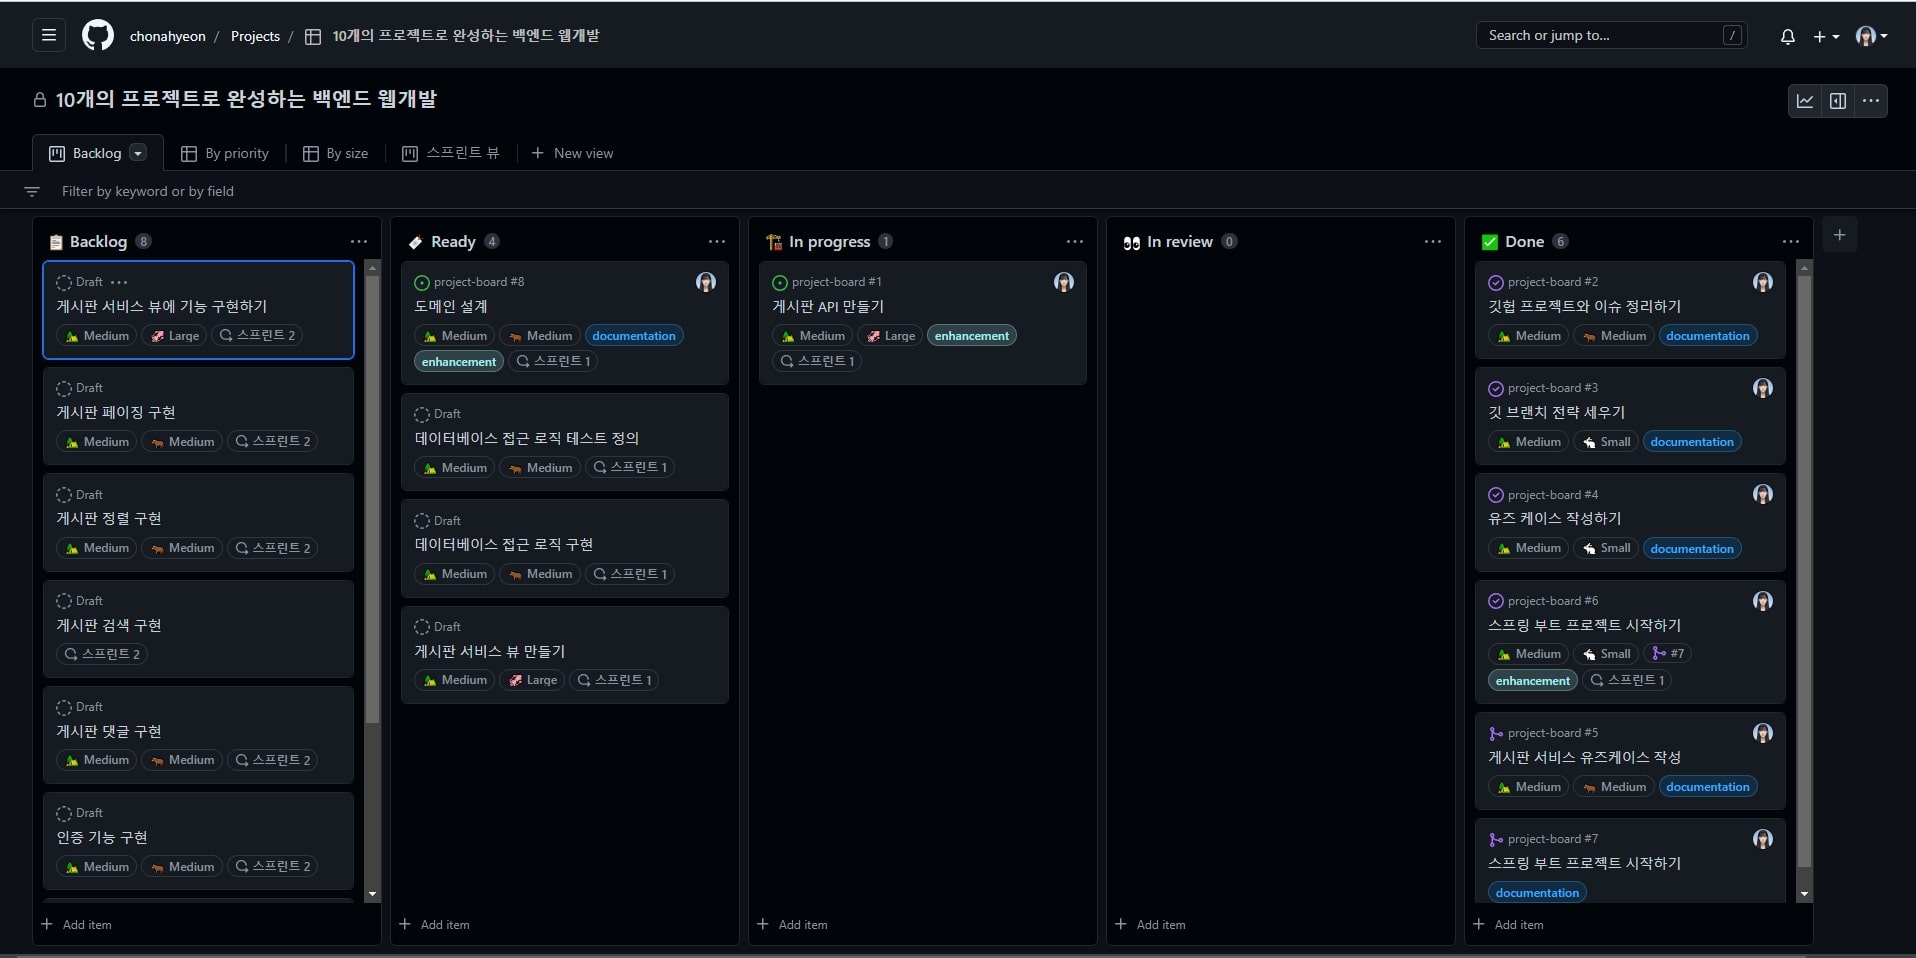 chonahyeon / Projects / 10개의 프로젝트로 완성하는 백엔드 웹개발
Search or jump to... /
10개의 프로젝트로 완성하는 백엔드 웹개발
Backlog
By priority
By size
스프린트 뷰
New view
Filter by keyword or by field
Backlog 8
Draft
게시판 서비스 뷰에 기능 구현하기
Medium Large 스프린트 2
Draft
게시판 페이징 구현
Medium Medium 스프린트 2
Draft
게시판 정렬 구현
Medium Medium 스프린트 2
Draft
게시판 검색 구현
스프린트 2
Draft
게시판 댓글 구현
Medium Medium 스프린트 2
Draft
인증 기능 구현
Medium Medium 스프린트 2
Add item
Ready 4
project-board #8
도메인 설계
Medium Medium documentation
enhancement 스프린트 1
Draft
데이터베이스 접근 로직 테스트 정의
Medium Medium 스프린트 1
Draft
데이터베이스 접근 로직 구현
Medium Medium 스프린트 1
Draft
게시판 서비스 뷰 만들기
Medium Large 스프린트 1
Add item
In progress 1
project-board #1
게시판 API 만들기
Medium Large enhancement
스프린트 1
Add item
In review 0
Add item
Done 6
project-board #2
깃헙 프로젝트와 이슈 정리하기
Medium Medium documentation
project-board #3
깃 브랜치 전략 세우기
Medium Small documentation
project-board #4
유즈 케이스 작성하기
Medium Small documentation
project-board #6
스프링 부트 프로젝트 시작하기
Medium Small #7
enhancement 스프린트 1
project-board #5
게시판 서비스 유즈케이스 작성
Medium Medium documentation
project-board #7
스프링 부트 프로젝트 시작하기
documentation
Add item